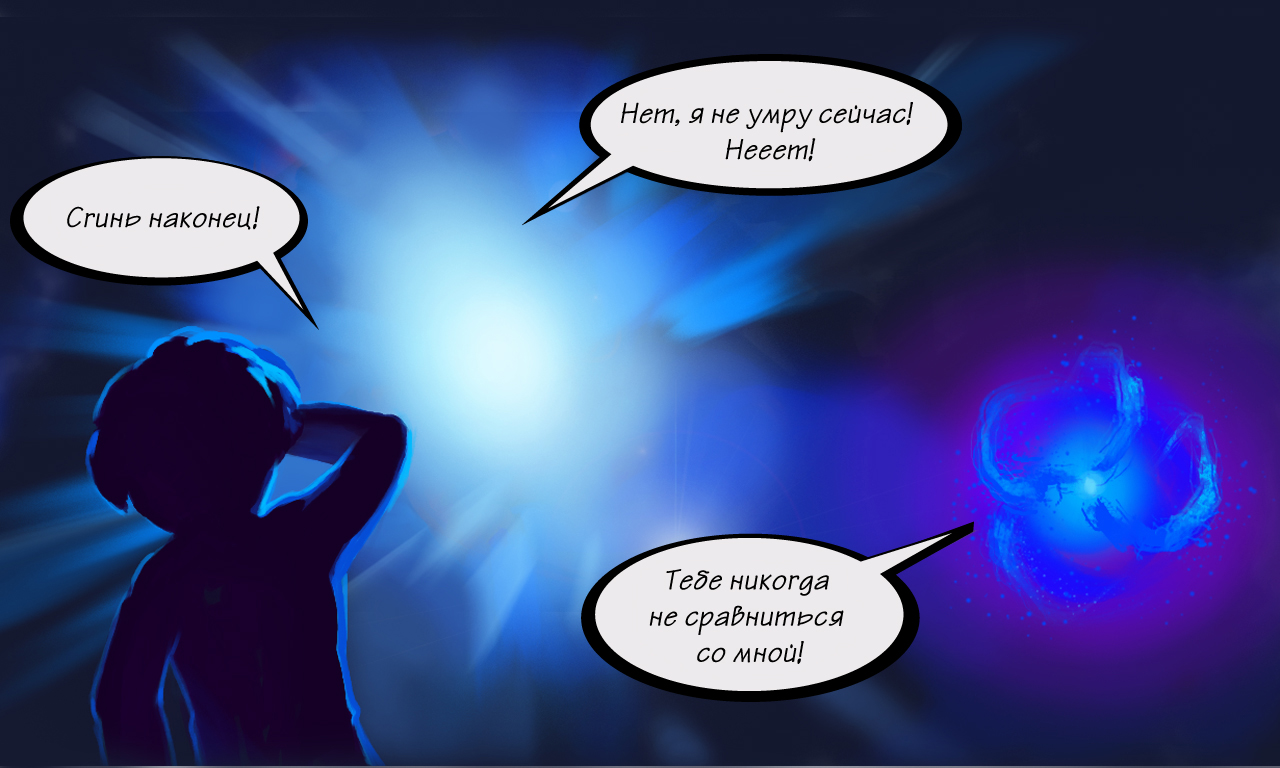 Нет, я не умру сейчас!
Нееет!
Сгинь наконец!
Тебе никогда
не сравниться
со мной!